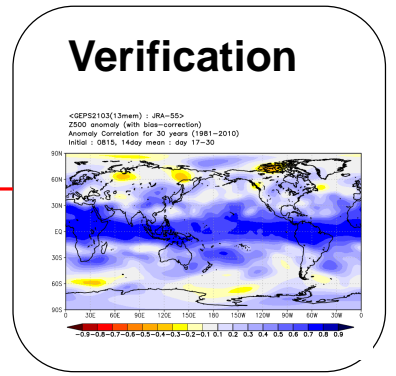 Verification
<GEPS2103(13mem) : JRA-55>
Z500 anomaly (with bias-correction)
Anomaly Correlation for 30 years (1981-2010)
Initial : 0815, 14day mean : day 17-30
90N
60N
30N
EQ
30S
60S
90S
0 30E 60E 90E 120E 150E 180 150W 120W 90W 60W 30W 0
-0.9 -0.8 -0.7 -0.6 -0.5 -0.4 -0.3 -0.2 -0.1 0.1 0.2 0.3 0.4 0.5 0.6 0.7 0.8 0.9